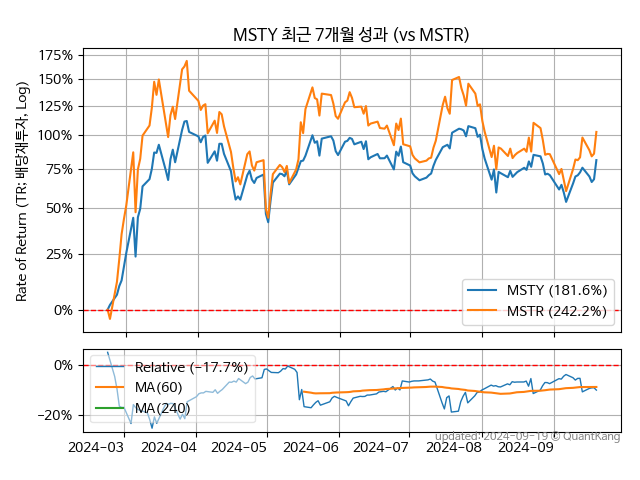 MSTY 최근 7개월 성과 (vs MSTR)
Rate of Return (TR: 배당재투자, Log)
175%
150%
125%
100%
75%
50%
25%
0%
MSTY (181.6%)
MSTR (242.2%)
0%
−20%
Relative (−17.7%)
MA(60)
MA(240)
2024-03 2024-04 2024-05 2024-06 2024-07 2024-08 2024-09
updated: 2024-09-19 © QuantKang